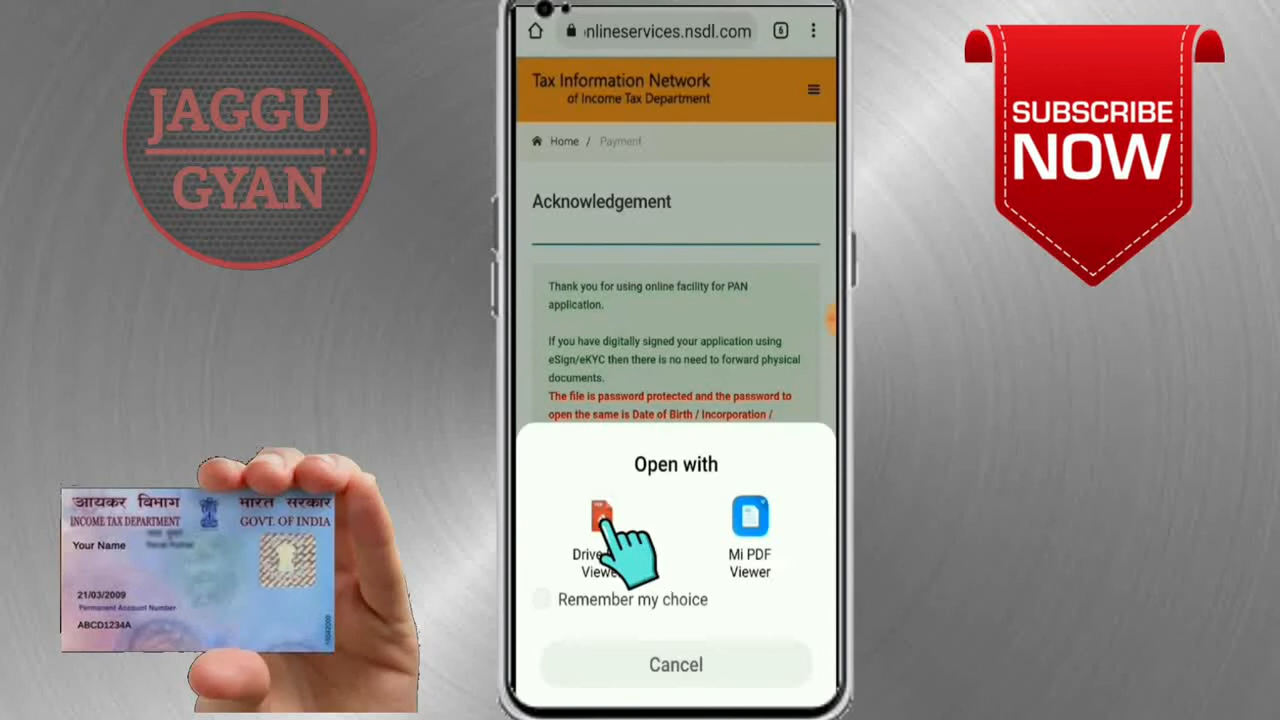 JAGGU
GYAN
nlineservices.nsdl.com
6
Tax Information Network
of Income Tax Department
Home / Payment
Acknowledgement
Thank you for using online facility for PAN
application.
If you have digitally signed your application using
eSign/eKYC then there is no need to forward physical
documents.
The file is password protected and the password to
open the same is Date of Birth / Incorporation /
Open with
Drive
Viewe
Mi PDF
Viewer
Remember my choice
Cancel
SUBSCRIBE
NOW
आयकर विभाग
INCOME TAX DEPARTMENT
भारत सरकार
GOVT. OF INDIA
Your Name
21/03/2009
Permanent Account Number
ABCD1234A